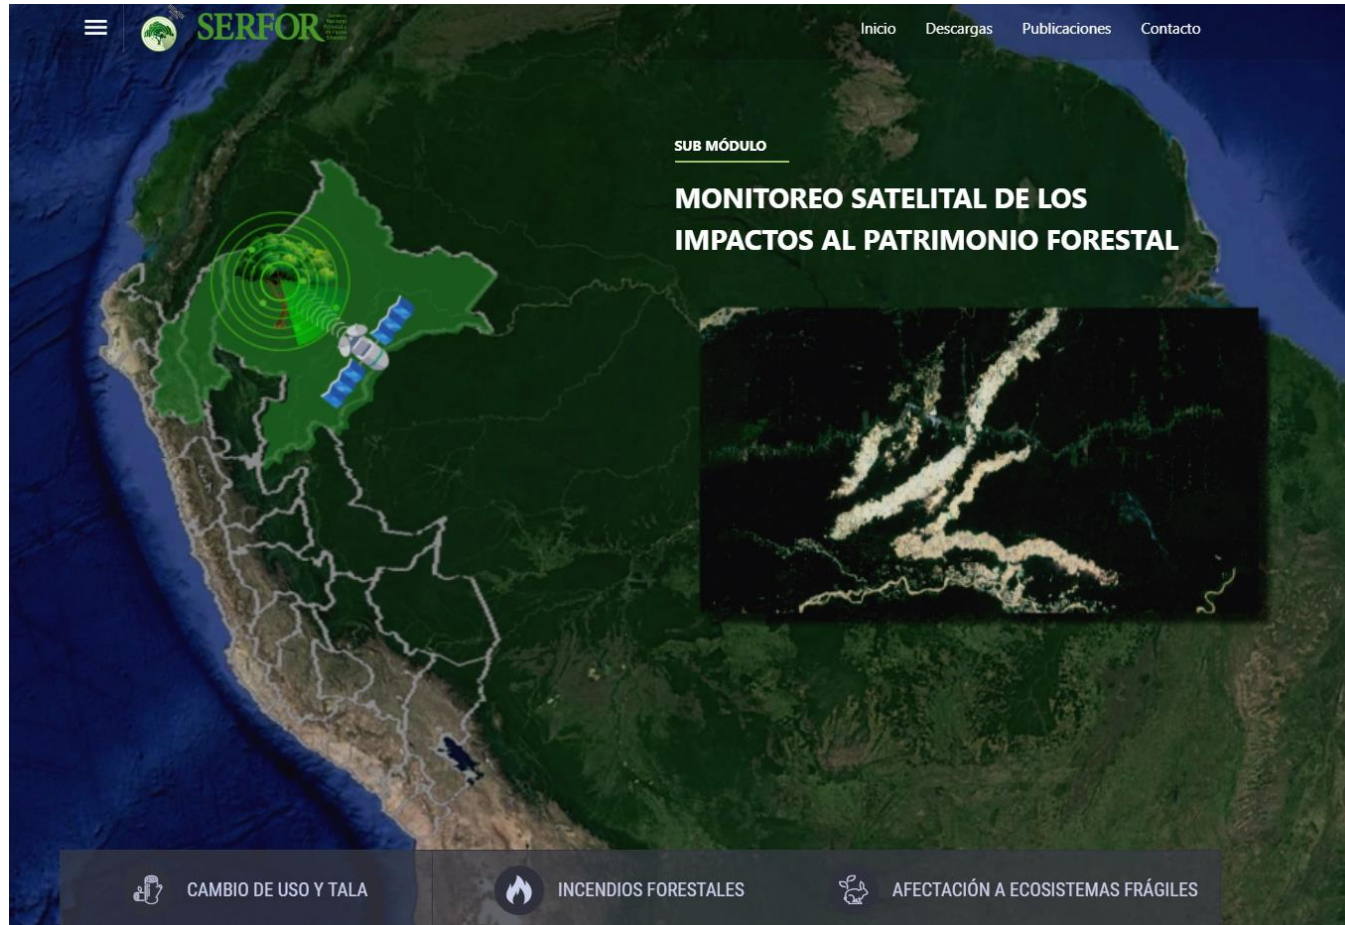 SERFOR
Inicio
Descargas
Publicaciones
Contacto
SUB MÓDULO
MONITOREO SATELITAL DE LOS
IMPACTOS AL PATRIMONIO FORESTAL
CAMBIO DE USO Y TALA
INCENDIOS FORESTALES
AFECTACIÓN A ECOSISTEMAS FRÁGILES